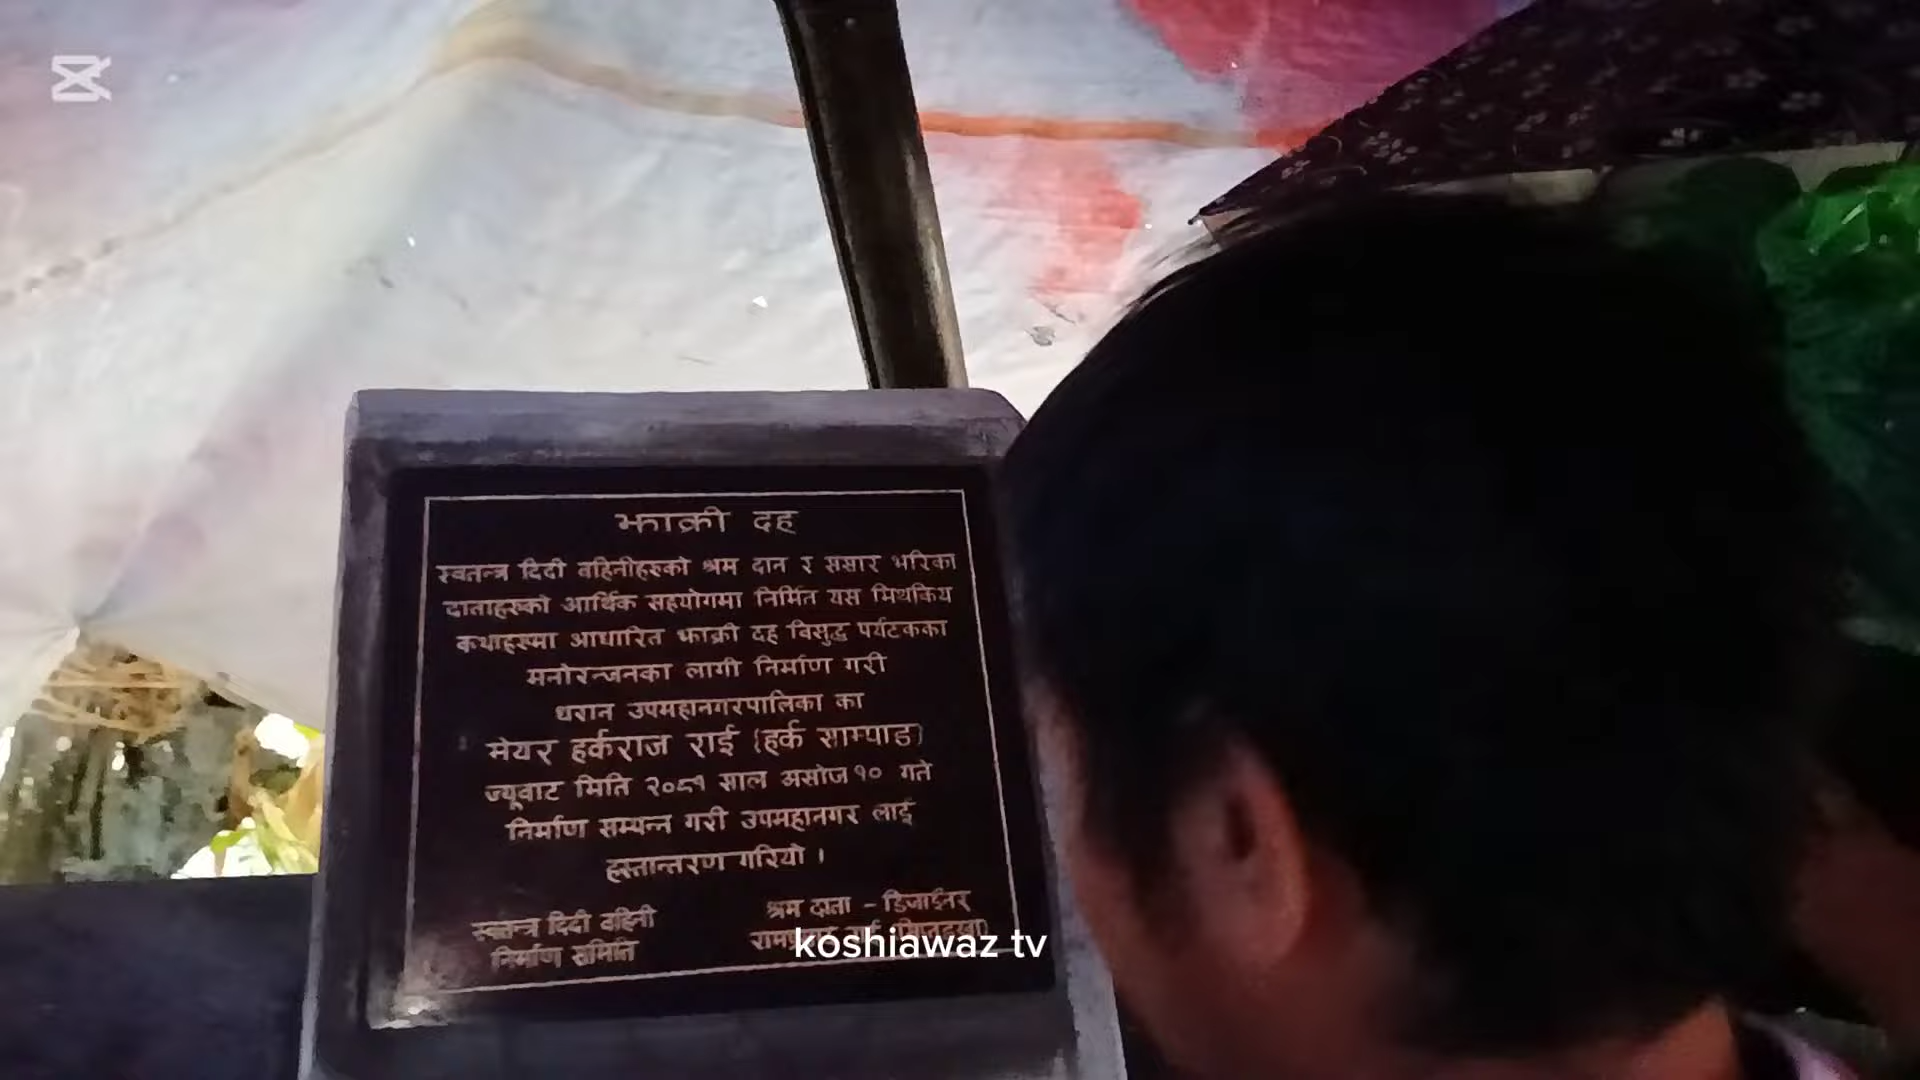 झाक्री दह
स्वतन्त्र दिदी वहिनीहरुको श्रम दान र संसार भरिका
दाताहरुको आर्थिक सहयोगमा निर्मित यस मिथकिय
कथाहरुमा आधारित झाक्री दह विसुद्ध पर्यटकका
मनोरन्जनका लागी निर्माण गरी
धरान उपमहानगरपालिका का
मेयर हर्कराज राई (हर्क साम्पाङ)
ज्यूवाट मिति २०८१ साल असोज १० गते
निर्माण सम्पन्न गरी उपमहानगर लाई
हस्तान्तरण गरियो ।
स्वतन्त्र दिदी वहिनी
निर्माण समिति
श्रम दाता - डिजाईनर
koshiawaz tv